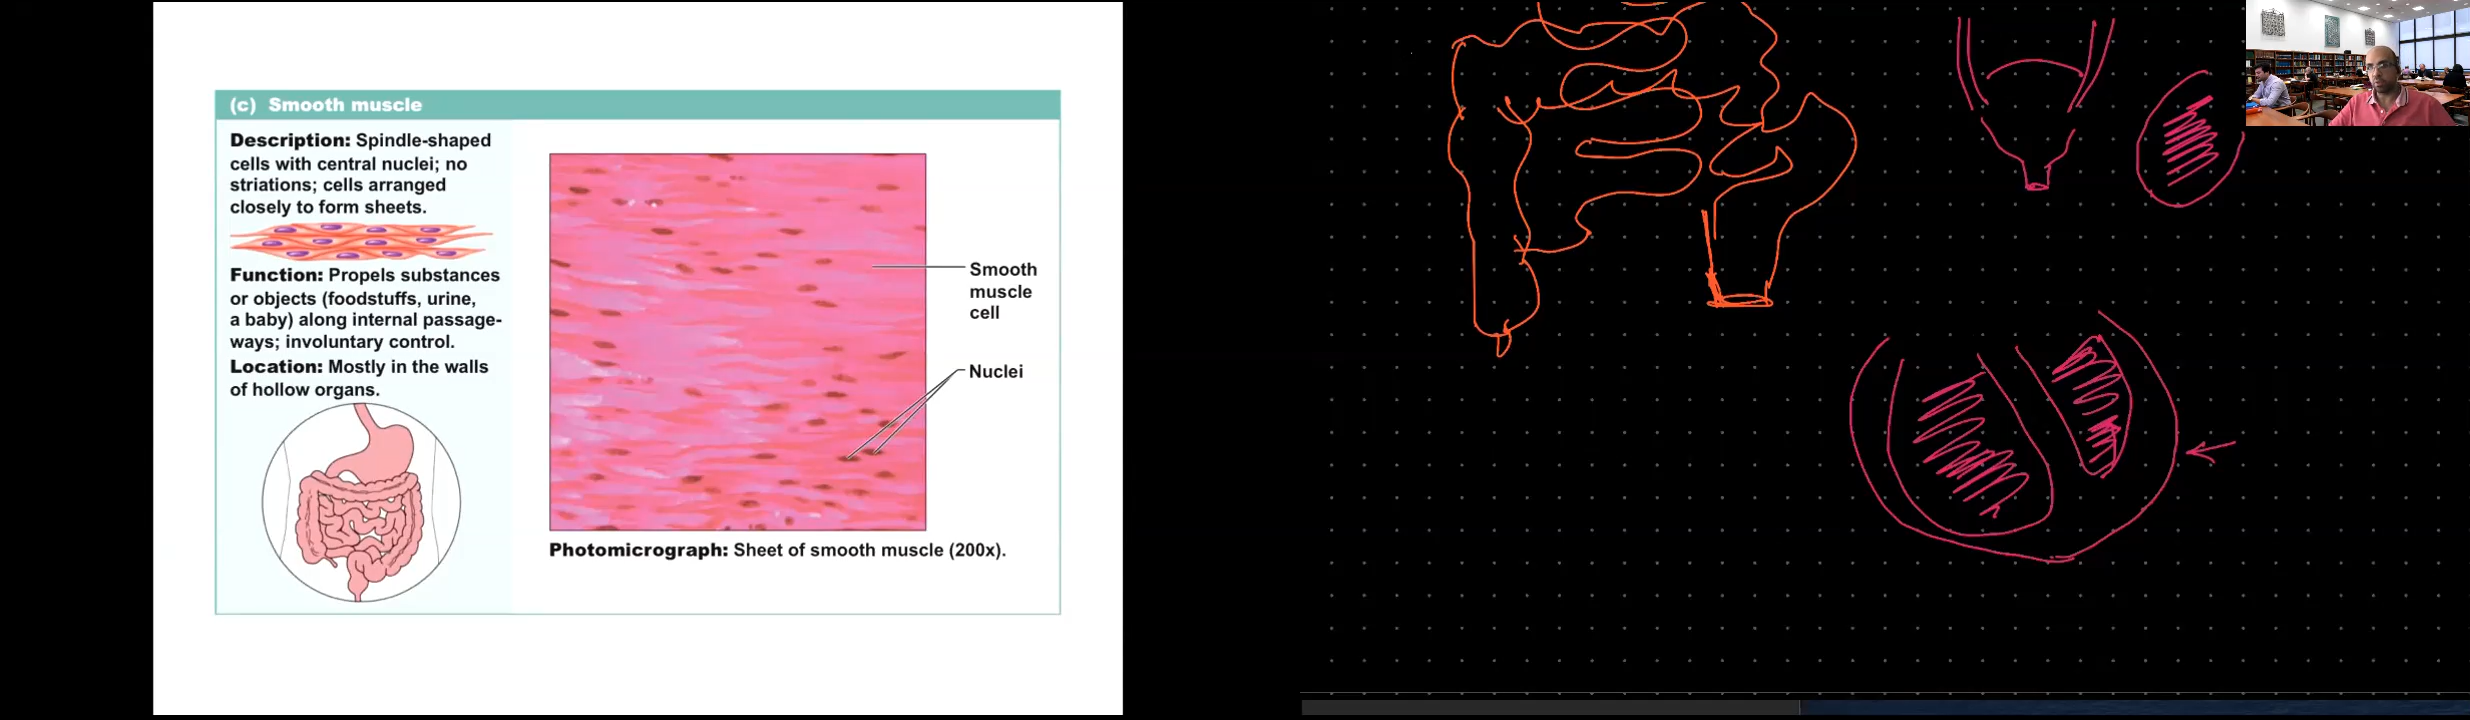 (c) Smooth muscle
Description: Spindle-shaped
cells with central nuclei; no
striations; cells arranged
closely to form sheets.
Function: Propels substances
or objects (foodstuffs, urine,
a baby) along internal passage-
ways; involuntary control.
Location: Mostly in the walls
of hollow organs.
Smooth
muscle
cell
Nuclei
Photomicrograph: Sheet of smooth muscle (200x).